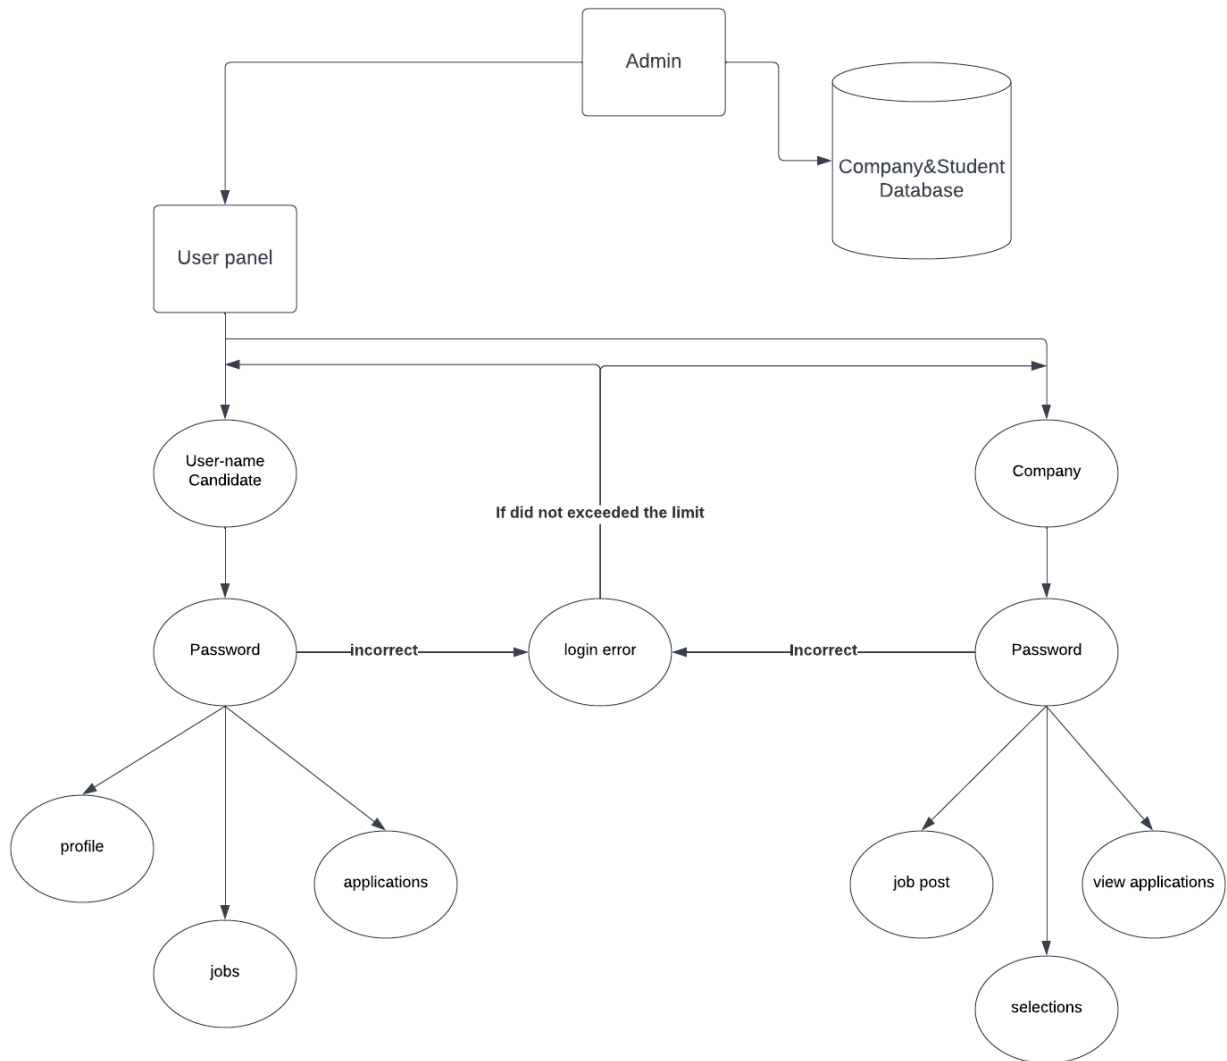 Admin
Company&Student
Database
User panel
User-name
Candidate
Company
If did not exceeded the limit
Password
incorrect
login error
Incorrect
Password
profile
applications
job post
view applications
jobs
selections